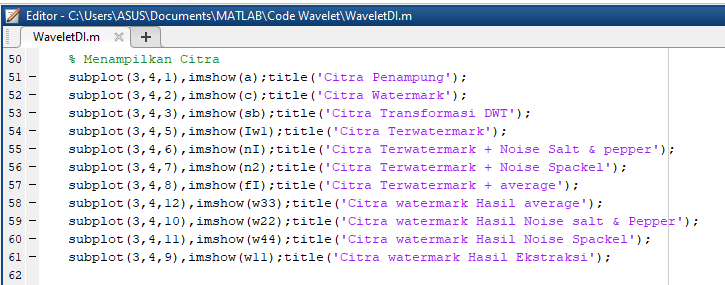 Editor - C:\Users\ASUS\Documents\MATLAB\Code Wavelet\WaveletDI.m
WaveletDI.m × +
50 % Menampilkan Citra
51 - subplot(3,4,1),imshow(a);title('Citra Penampung');
52 - subplot(3,4,2),imshow(c);title('Citra Watermark');
53 - subplot(3,4,3),imshow(sb);title('Citra Transformasi DWT');
54 - subplot(3,4,5),imshow(Iw1);title('Citra Terwatermark');
55 - subplot(3,4,6),imshow(nI);title('Citra Terwatermark + Noise Salt & pepper');
56 - subplot(3,4,7),imshow(n2);title('Citra Terwatermark + Noise Spackel');
57 - subplot(3,4,8),imshow(fI);title('Citra Terwatermark + average');
58 - subplot(3,4,12),imshow(w33);title('Citra watermark Hasil average');
59 - subplot(3,4,10),imshow(w22);title('Citra watermark Hasil Noise salt & Pepper');
60 - subplot(3,4,11),imshow(w44);title('Citra watermark Hasil Noise Spackel');
61 - subplot(3,4,9),imshow(w11);title('Citra watermark Hasil Ekstraksi');
62